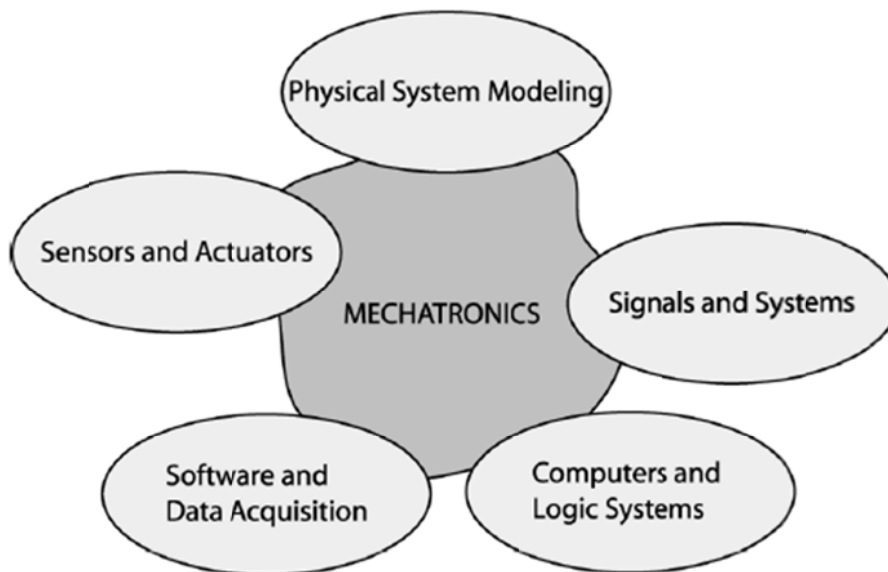 Physical System Modeling
Sensors and Actuators
MECHATRONICS
Signals and Systems
Software and
Data Acquisition
Computers and
Logic Systems